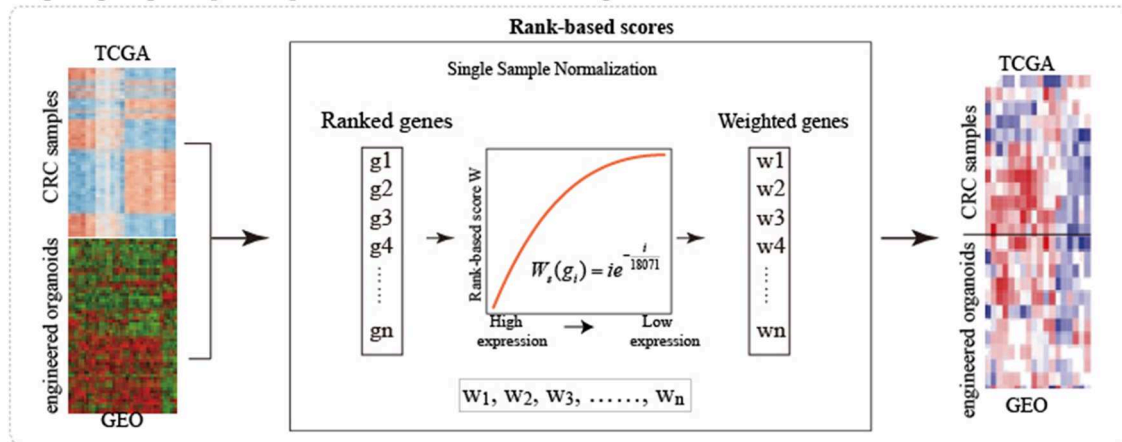 Rank-based scores
TCGA
CRC samples
engineered organoids
GEO
Single Sample Normalization
Ranked genes
g1
g2
g3
g4
......
gn
Rank-based score W
W_s(g_i) = ie^{-i/18071}
High expression
Low expression
Weighted genes
w1
w2
w3
w4
......
wn
w1, w2, w3, ......, wn
TCGA
CRC samples
engineered organoids
GEO